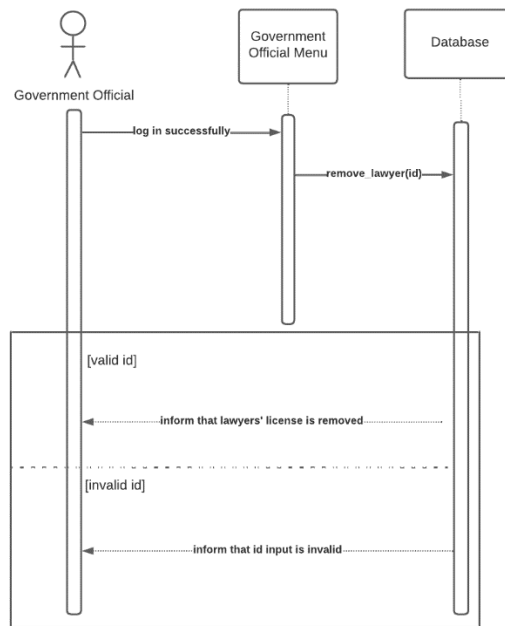 Government
Official Menu
Database
Government Official
log in successfully
remove_lawyer(id)
[valid id]
inform that lawyers' license is removed
[invalid id]
inform that id input is invalid